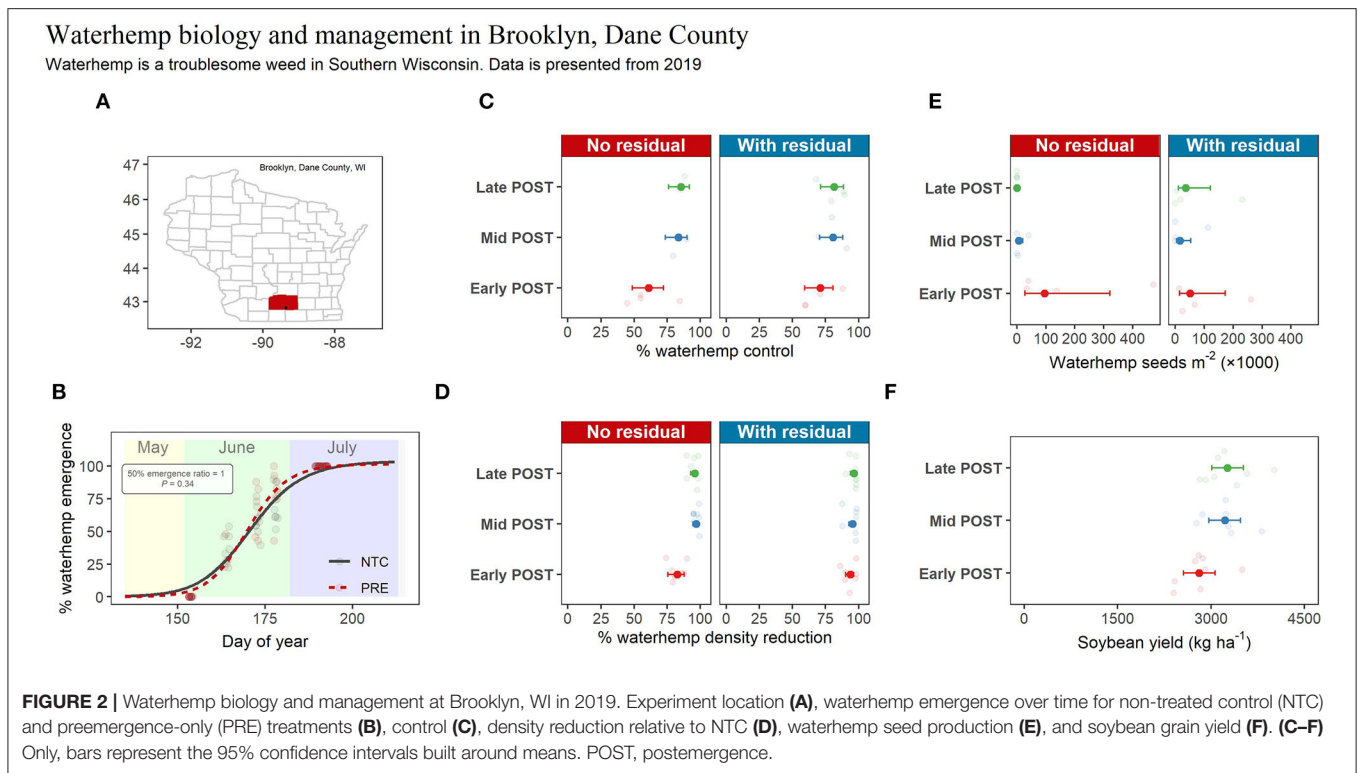 Waterhemp biology and management in Brooklyn, Dane County
Waterhemp is a troublesome weed in Southern Wisconsin. Data is presented from 2019
A
Brooklyn, Dane County, WI
47
46
45
44
43
-92
-90
-88
B
May
June
July
50% emergence ratio = 1
P = 0.34
% waterhemp emergence
100
75
50
25
0
NTC
PRE
150
175
200
Day of year
C
No residual
With residual
Late POST
Mid POST
Early POST
0 25 50 75 100 0 25 50 75 100
% waterhemp control
D
No residual
With residual
Late POST
Mid POST
Early POST
0 25 50 75 100 0 25 50 75 100
% waterhemp density reduction
E
No residual
With residual
Late POST
Mid POST
Early POST
0 100 200 300 400 0 100 200 300 400
Waterhemp seeds m⁻² (×1000)
F
Late POST
Mid POST
Early POST
0 1500 3000 4500
Soybean yield (kg ha⁻¹)
FIGURE 2 | Waterhemp biology and management at Brooklyn, WI in 2019. Experiment location (A), waterhemp emergence over time for non-treated control (NTC)
and preemergence-only (PRE) treatments (B), control (C), density reduction relative to NTC (D), waterhemp seed production (E), and soybean grain yield (F). (C–F)
Only, bars represent the 95% confidence intervals built around means. POST, postemergence.